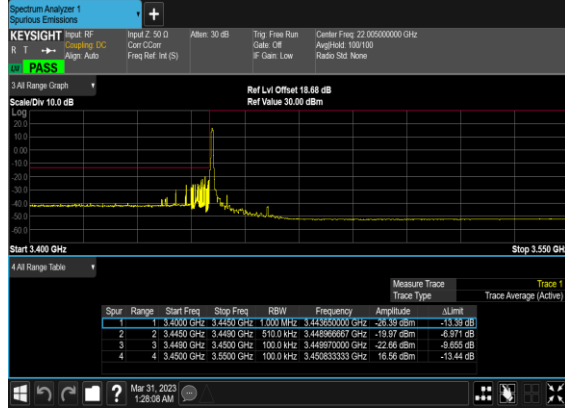 Spectrum Analyzer 1
Spurious Emissions
KEYSIGHT Input: RF Input Z: 50 Ω Atten: 30 dB Trig: Free Run Center Freq: 22.005000000 GHz
R T Coupling: DC Corr CCorr Gate: Off Avg|Hold: 100/100
Align: Auto Freq Ref: Int (S) IF Gain: Low Radio Std: None
PASS
3 All Range Graph
Ref Lvl Offset 18.68 dB
Scale/Div 10.0 dB Ref Value 30.00 dBm
Log
20.0
10.0
0.00
-10.0
-20.0
-30.0
-40.0
-50.0
-60.0
Start 3.400 GHz Stop 3.550 GH
4 All Range Table
Measure Trace Trace 1
Trace Type Trace Average (Active)
Spur Range Start Freq Stop Freq RBW Frequency Amplitude ΔLimit
1 1 3.4000 GHz 3.4450 GHz 1.000 MHz 3.443650000 GHz -26.39 dBm -13.39 dB
2 2 3.4450 GHz 3.4490 GHz 510.0 kHz 3.448966667 GHz -19.97 dBm -6.971 dB
3 3 3.4490 GHz 3.4500 GHz 100.0 kHz 3.449970000 GHz -22.66 dBm -9.655 dB
4 4 3.4500 GHz 3.5500 GHz 100.0 kHz 3.450833333 GHz 16.56 dBm -13.44 dB
?
Mar 31, 2023
1:28:08 AM